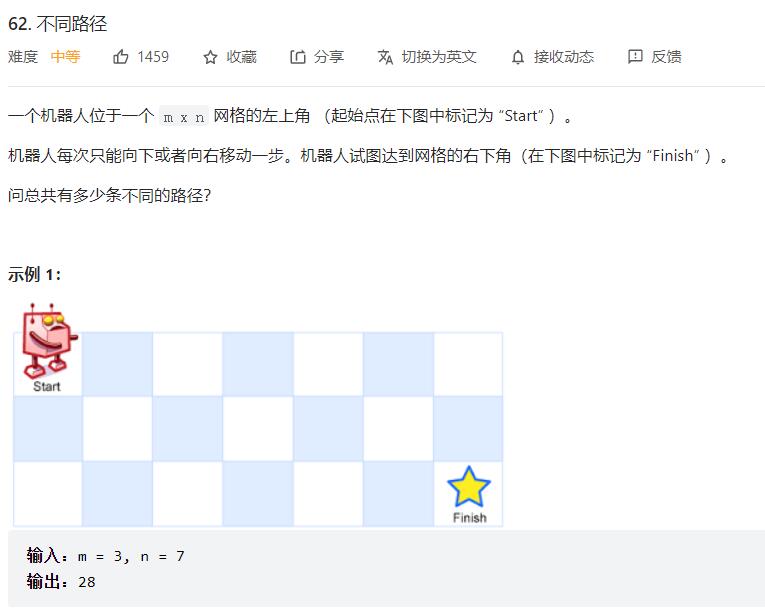 62. 不同路径
难度 中等 1459 收藏 分享 切换为英文 接收动态 反馈
一个机器人位于一个 m x n 网格的左上角 （起始点在下图中标记为 “Start” ）。
机器人每次只能向下或者向右移动一步。机器人试图达到网格的右下角（在下图中标记为 “Finish” ）。
问总共有多少条不同的路径？
示例 1：
Start
Finish
输入：m = 3, n = 7
输出：28